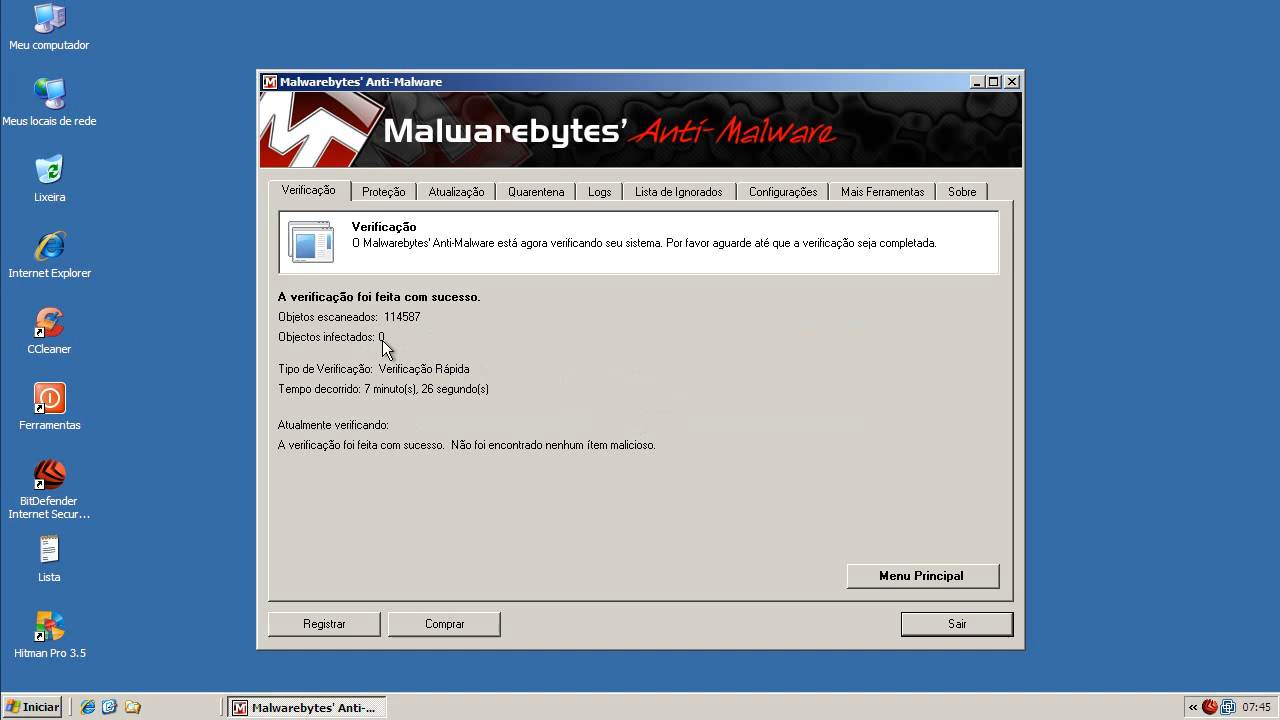 Meu computador
Meus locais de rede
Lixeira
Internet Explorer
CCleaner
Ferramentas
BitDefender
Internet Secur...
Lista
Hitman Pro 3.5
Malwarebytes' Anti-Malware
Malwarebytes' Anti-Malware
Verificação Proteção Atualização Quarentena Logs Lista de Ignorados Configurações Mais Ferramentas Sobre
Verificação
O Malwarebytes' Anti-Malware está agora verificando seu sistema. Por favor aguarde até que a verificação seja completada.
A verificação foi feita com sucesso.
Objetos escaneados: 114587
Objectos infectados: 0
Tipo de Verificação: Verificação Rápida
Tempo decorrido: 7 minuto(s), 26 segundo(s)
Atualmente verificando:
A verificação foi feita com sucesso. Não foi encontrado nenhum ítem malicioso.
Menu Principal
Registrar Comprar Sair
Iniciar Malwarebytes' Anti-... « 07:45